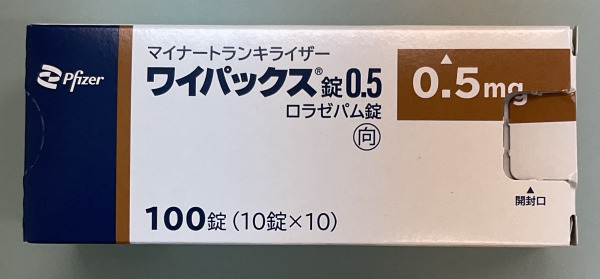 Pfizer
マイナートランキライザー
ワイパックス®錠0.5
ロラゼパム錠
向
100錠(10錠×10)
0.5mg
開封口